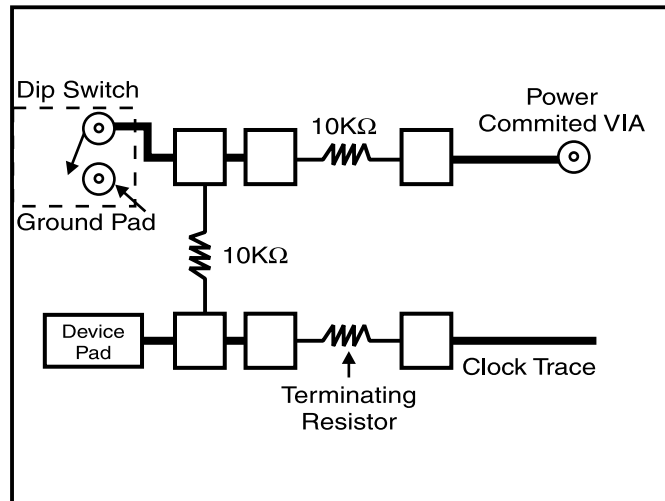 Dip Switch
Power
Commited VIA
10KΩ
Ground Pad
10KΩ
Device
Pad
Clock Trace
Terminating
Resistor